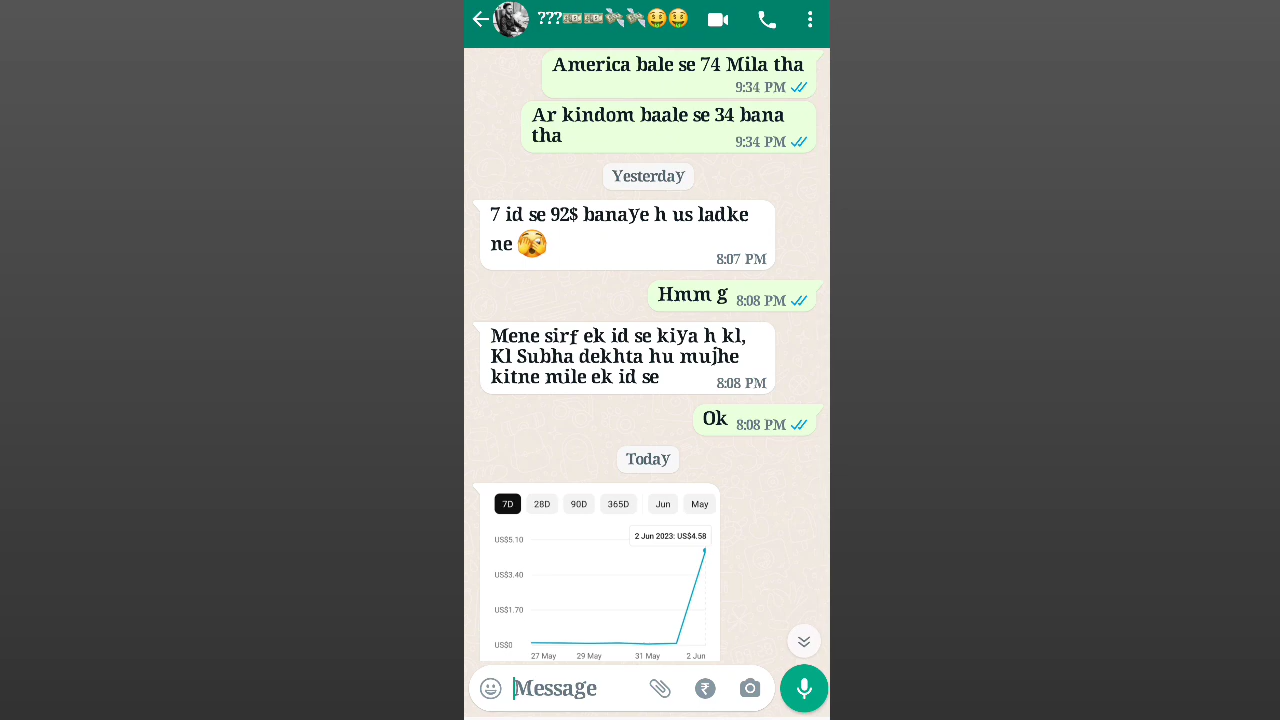 ???💵💵💸💸🤑🤑
America bale se 74 Mila tha
9:34 PM
Ar kindom baale se 34 bana
tha
9:34 PM
Yesterday
7 id se 92$ banaye h us ladke
ne 🫣
8:07 PM
Hmm g 8:08 PM
Mene sirf ek id se kiya h kl,
Kl Subha dekhta hu mujhe
kitne mile ek id se 8:08 PM
Ok 8:08 PM
Today
7D 28D 90D 365D Jun May
2 Jun 2023: US$4.58
US$5.10
US$3.40
US$1.70
US$0
27 May 29 May 31 May 2 Jun
Message